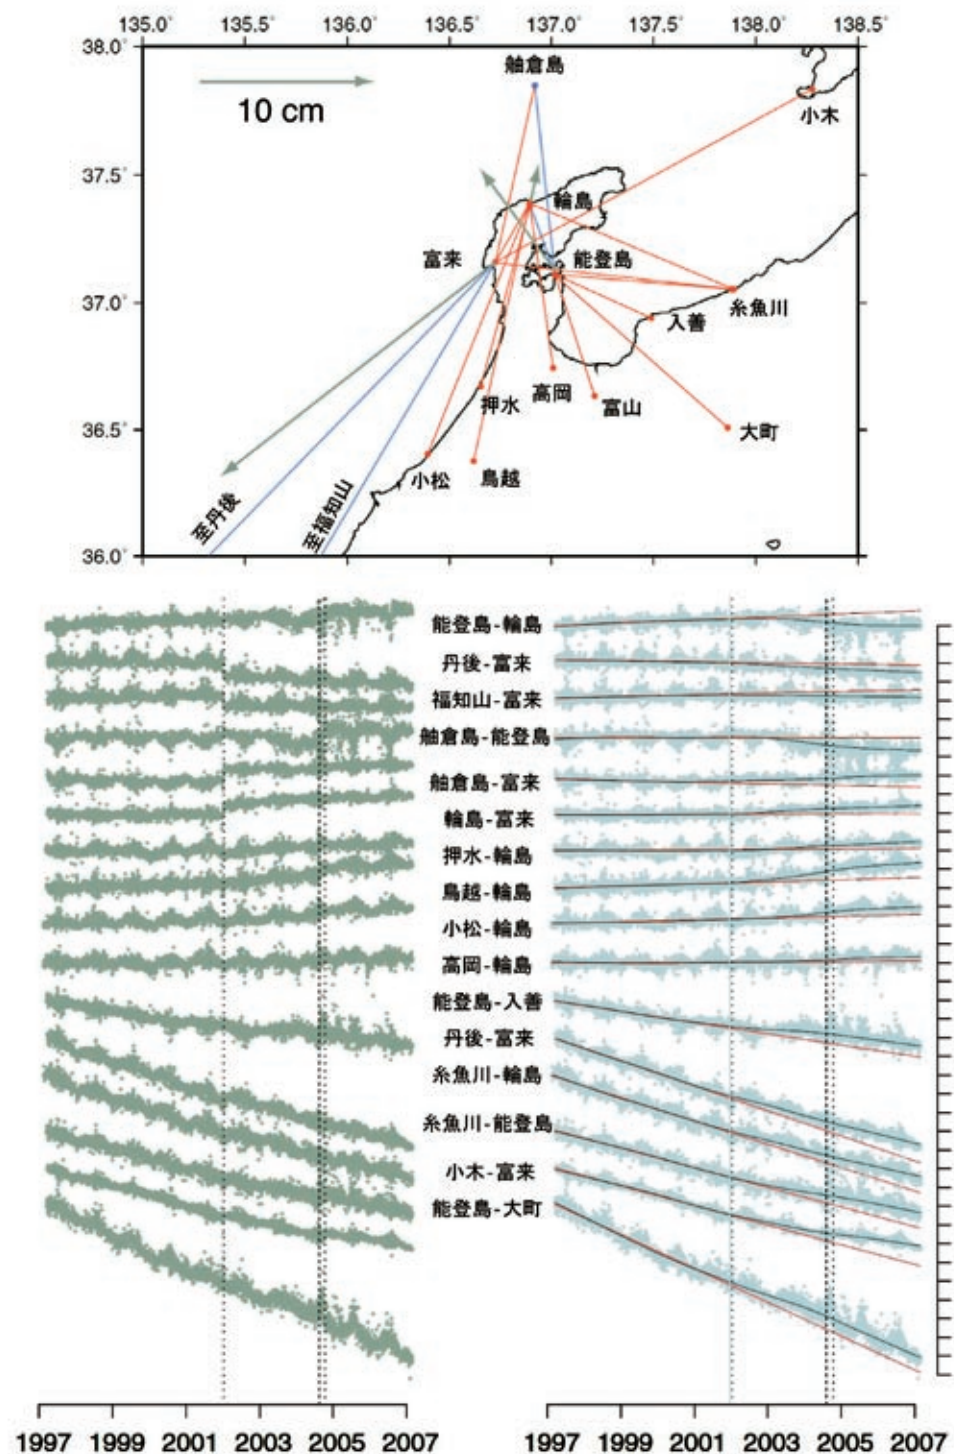 135.0° 135.5° 136.0° 136.5° 137.0° 137.5° 138.0° 138.5°
38.0°
舳倉島
10 cm
小木
37.5°
輪島
富来
能登島
37.0°
糸魚川
入善
高岡
押水
富山
36.5°
大町
小松
鳥越
至丹後
至福知山
36.0°
能登島-輪島
丹後-富来
福知山-富来
舳倉島-能登島
舳倉島-富来
輪島-富来
押水-輪島
鳥越-輪島
小松-輪島
高岡-輪島
能登島-入善
丹後-富来
糸魚川-輪島
糸魚川-能登島
小木-富来
能登島-大町
1997 1999 2001 2003 2005 2007
1997 1999 2001 2003 2005 2007